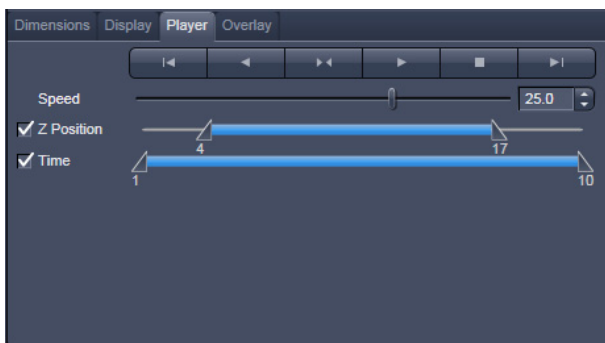 Dimensions Display Player Overlay
Speed 25.0
Z Position
4 17
Time
1 10